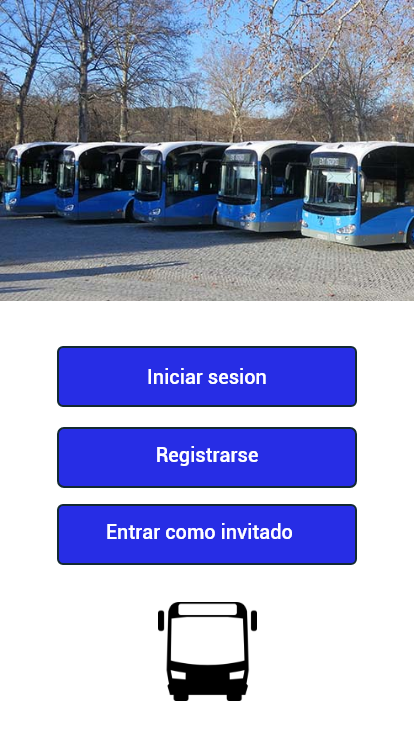 Iniciar sesion
Registrarse
Entrar como invitado